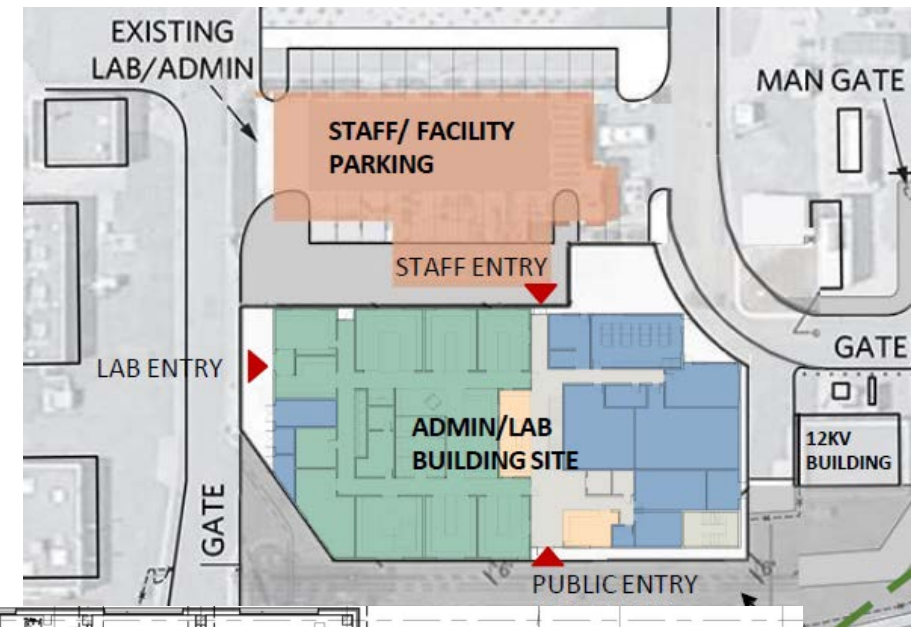 EXISTING
LAB/ADMIN
MAN GATE
STAFF/ FACILITY
PARKING
STAFF ENTRY
LAB ENTRY
GATE
ADMIN/LAB
BUILDING SITE
12KV
BUILDING
GATE
PUBLIC ENTRY